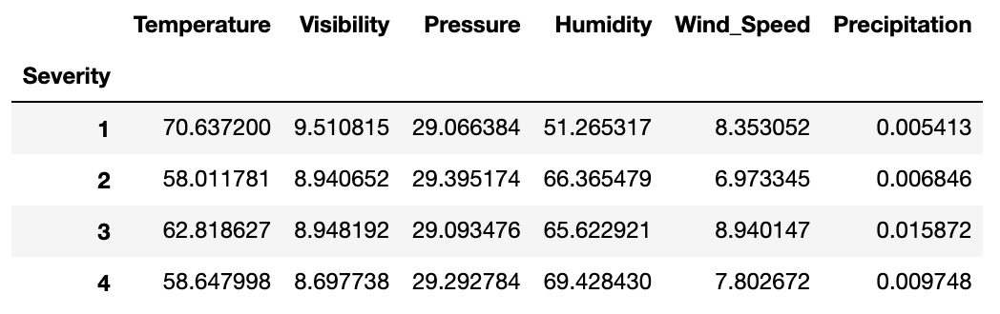 Temperature Visibility Pressure Humidity Wind_Speed Precipitation
Severity
1 70.637200 9.510815 29.066384 51.265317 8.353052 0.005413
2 58.011781 8.940652 29.395174 66.365479 6.973345 0.006846
3 62.818627 8.948192 29.093476 65.622921 8.940147 0.015872
4 58.647998 8.697738 29.292784 69.428430 7.802672 0.009748